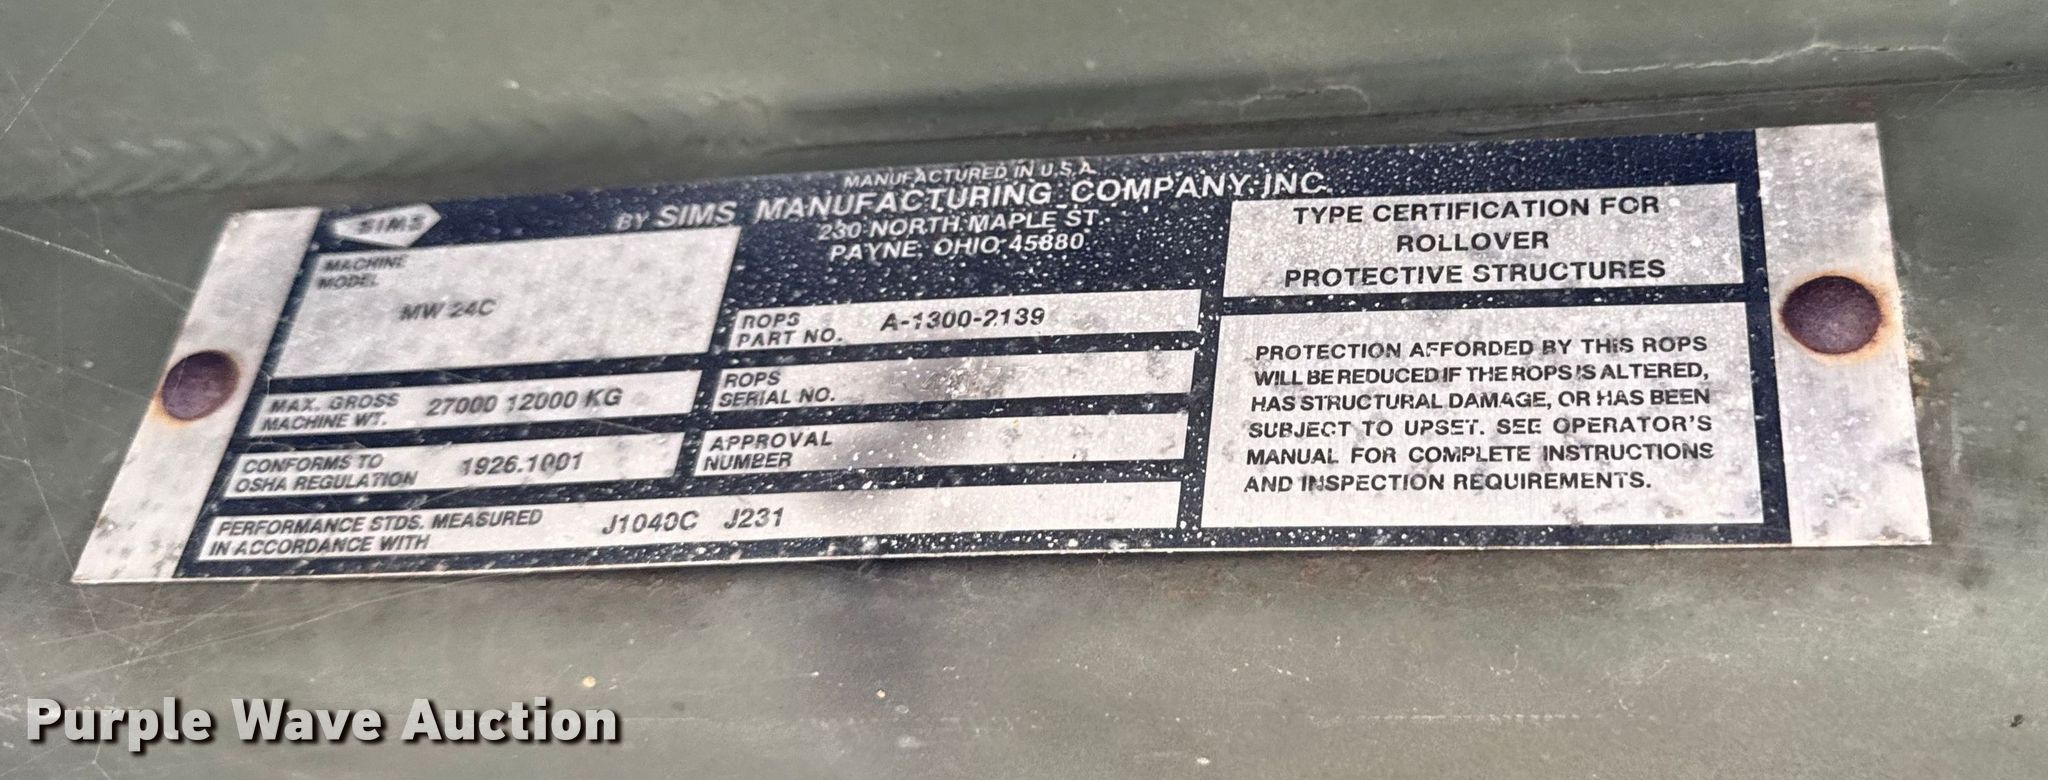 SIMS
MANUFACTURED IN U.S.A.
BY SIMS MANUFACTURING COMPANY, INC.
230 NORTH MAPLE ST.
PAYNE, OHIO 45880
MACHINE
MODEL
MW 24C
MAX. GROSS
MACHINE WT.
27000 12000 KG
CONFORMS TO
OSHA REGULATION
1926.1001
PERFORMANCE STDS. MEASURED
IN ACCORDANCE WITH
J1040C J231
ROPS
PART NO.
A-1300-2139
ROPS
SERIAL NO.
APPROVAL
NUMBER
TYPE CERTIFICATION FOR
ROLLOVER
PROTECTIVE STRUCTURES
PROTECTION AFFORDED BY THIS ROPS
WILL BE REDUCED IF THE ROPS IS ALTERED,
HAS STRUCTURAL DAMAGE, OR HAS BEEN
SUBJECT TO UPSET. SEE OPERATOR'S
MANUAL FOR COMPLETE INSTRUCTIONS
AND INSPECTION REQUIREMENTS.
Purple Wave Auction